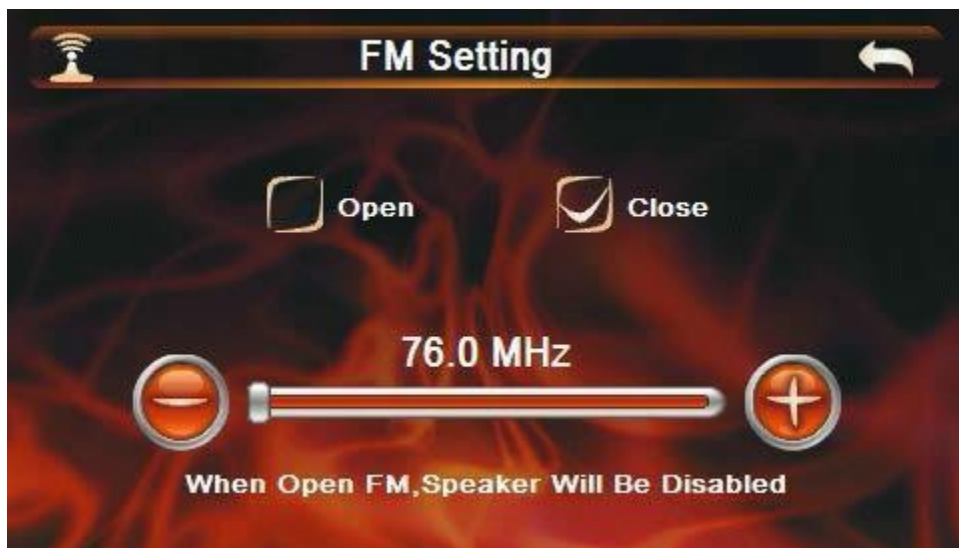 FM Setting
Open Close
76.0 MHz
When Open FM,Speaker Will Be Disabled